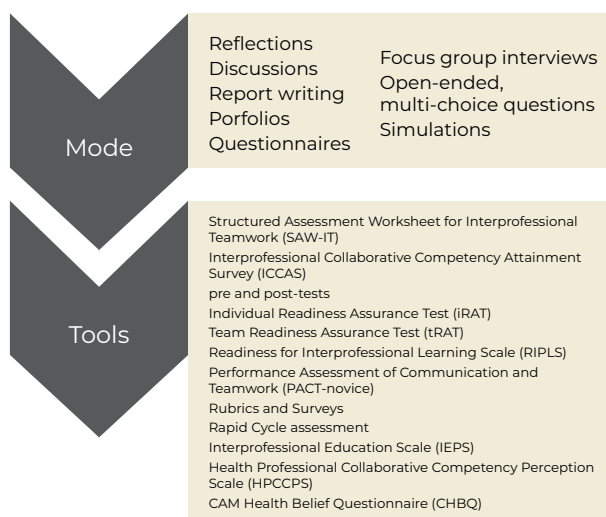 Mode
Reflections
Discussions
Report writing
Porfolios
Questionnaires
Focus group interviews
Open-ended,
multi-choice questions
Simulations
Tools
Structured Assessment Worksheet for Interprofessional
Teamwork (SAW-IT)
Interprofessional Collaborative Competency Attainment
Survey (ICCAS)
pre and post-tests
Individual Readiness Assurance Test (iRAT)
Team Readiness Assurance Test (tRAT)
Readiness for Interprofessional Learning Scale (RIPLS)
Performance Assessment of Communication and
Teamwork (PACT-novice)
Rubrics and Surveys
Rapid Cycle assessment
Interprofessional Education Scale (IEPS)
Health Professional Collaborative Competency Perception
Scale (HPCCPS)
CAM Health Belief Questionnaire (CHBQ)